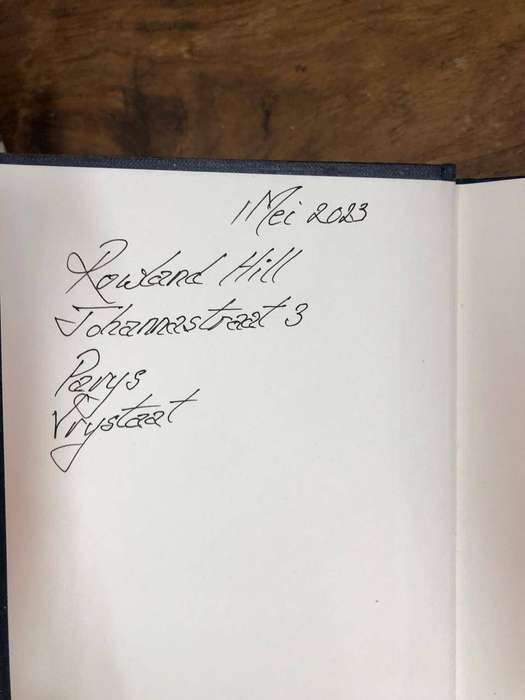 1 Mei 2023
Rowland Hill
Johannastraat 3
Parys
Vrystaat